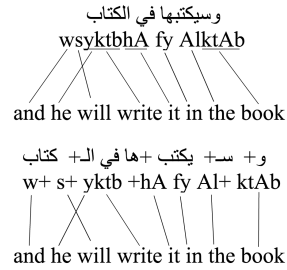 وسيكتبها في الكتاب
wsyktbhA fy AlktAb
and he will write it in the book
و+ سـ+ يكتب +ها في الـ+ كتاب
w+ s+ yktb +hA fy Al+ ktAb
and he will write it in the book